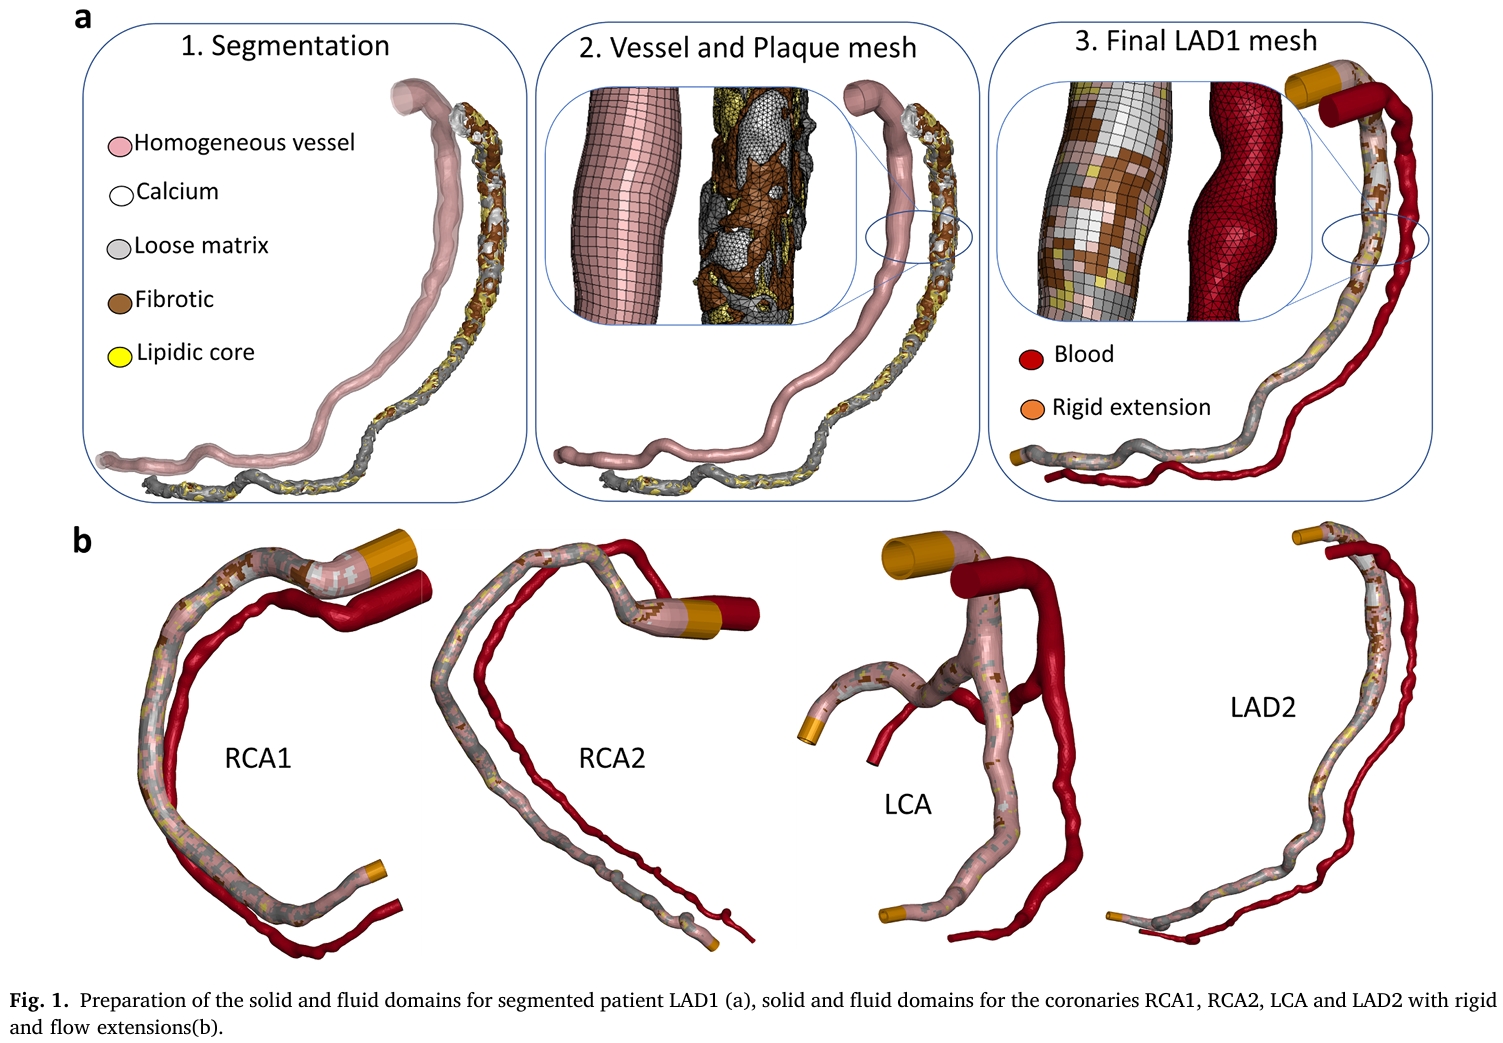 a
1. Segmentation
Homogeneous vessel
Calcium
Loose matrix
Fibrotic
Lipidic core
2. Vessel and Plaque mesh
3. Final LAD1 mesh
Blood
Rigid extension
b
RCA1
RCA2
LCA
LAD2
Fig. 1. Preparation of the solid and fluid domains for segmented patient LAD1 (a), solid and fluid domains for the coronaries RCA1, RCA2, LCA and LAD2 with rigid
and flow extensions(b).